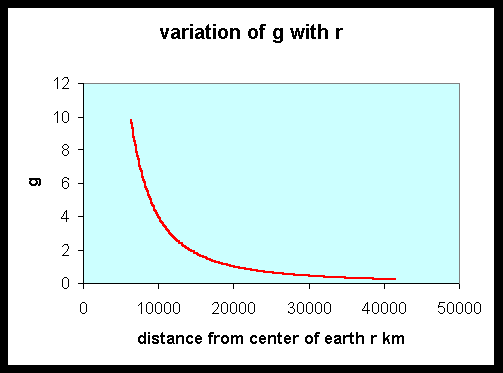 variation of g with r
12
10
8
6
4
2
0
g
0 10000 20000 30000 40000 50000
distance from center of earth r km